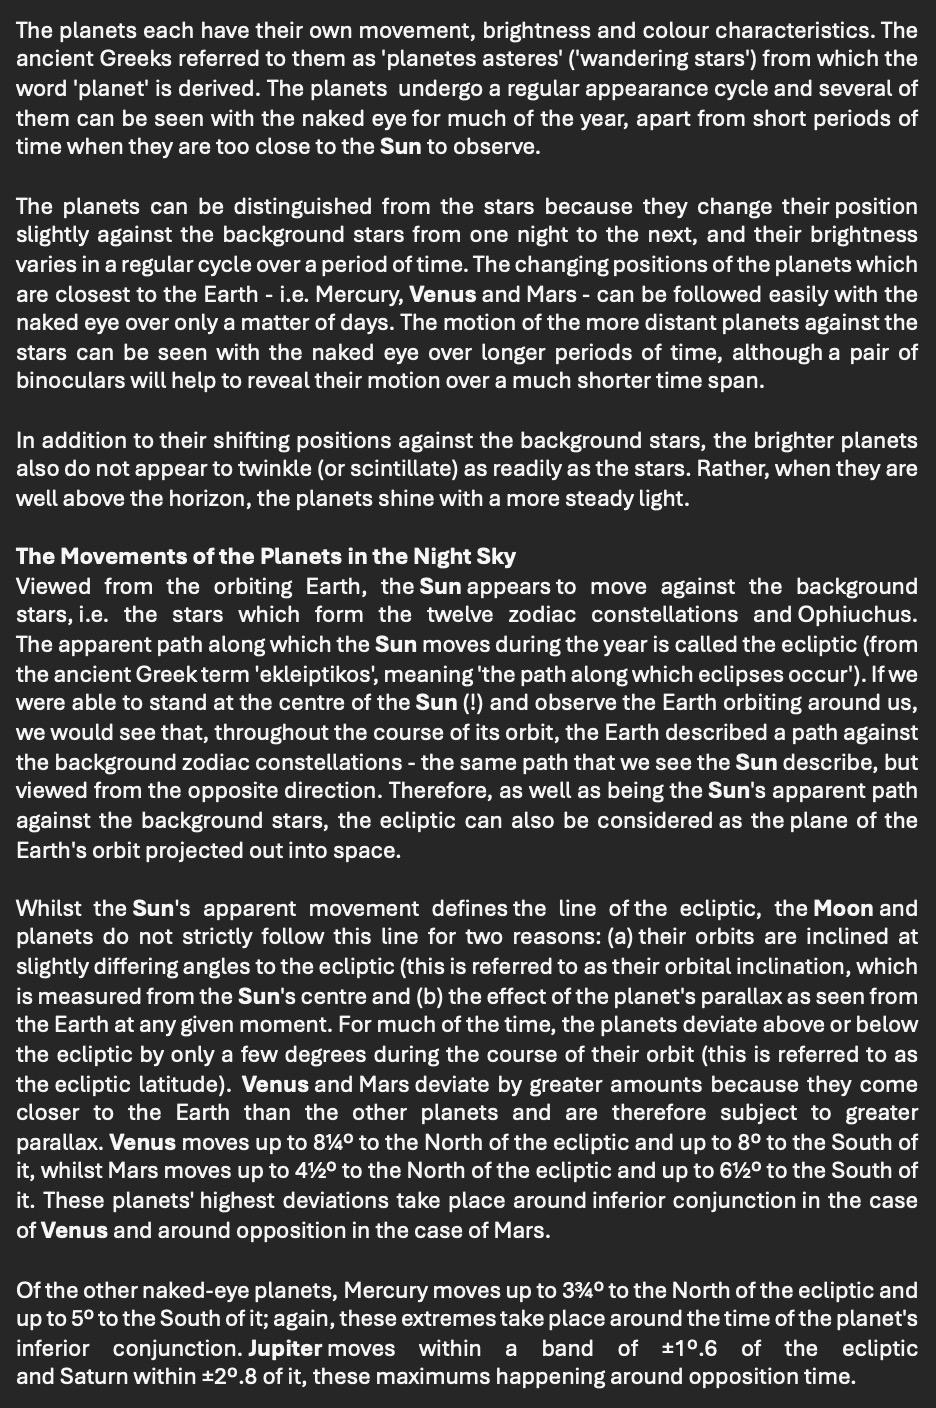 The planets each have their own movement, brightness and colour characteristics. The
ancient Greeks referred to them as 'planetes asteres' ('wandering stars') from which the
word 'planet' is derived. The planets undergo a regular appearance cycle and several of
them can be seen with the naked eye for much of the year, apart from short periods of
time when they are too close to the Sun to observe.

The planets can be distinguished from the stars because they change their position
slightly against the background stars from one night to the next, and their brightness
varies in a regular cycle over a period of time. The changing positions of the planets which
are closest to the Earth - i.e. Mercury, Venus and Mars - can be followed easily with the
naked eye over only a matter of days. The motion of the more distant planets against the
stars can be seen with the naked eye over longer periods of time, although a pair of
binoculars will help to reveal their motion over a much shorter time span.

In addition to their shifting positions against the background stars, the brighter planets
also do not appear to twinkle (or scintillate) as readily as the stars. Rather, when they are
well above the horizon, the planets shine with a more steady light.

The Movements of the Planets in the Night Sky
Viewed from the orbiting Earth, the Sun appears to move against the background
stars, i.e. the stars which form the twelve zodiac constellations and Ophiuchus.
The apparent path along which the Sun moves during the year is called the ecliptic (from
the ancient Greek term 'ekleiptikos', meaning 'the path along which eclipses occur'). If we
were able to stand at the centre of the Sun (!) and observe the Earth orbiting around us,
we would see that, throughout the course of its orbit, the Earth described a path against
the background zodiac constellations - the same path that we see the Sun describe, but
viewed from the opposite direction. Therefore, as well as being the Sun's apparent path
against the background stars, the ecliptic can also be considered as the plane of the
Earth's orbit projected out into space.

Whilst the Sun's apparent movement defines the line of the ecliptic, the Moon and
planets do not strictly follow this line for two reasons: (a) their orbits are inclined at
slightly differing angles to the ecliptic (this is referred to as their orbital inclination, which
is measured from the Sun's centre and (b) the effect of the planet's parallax as seen from
the Earth at any given moment. For much of the time, the planets deviate above or below
the ecliptic by only a few degrees during the course of their orbit (this is referred to as
the ecliptic latitude). Venus and Mars deviate by greater amounts because they come
closer to the Earth than the other planets and are therefore subject to greater
parallax. Venus moves up to 8¼º to the North of the ecliptic and up to 8º to the South of
it, whilst Mars moves up to 4½º to the North of the ecliptic and up to 6½º to the South of
it. These planets' highest deviations take place around inferior conjunction in the case
of Venus and around opposition in the case of Mars.

Of the other naked-eye planets, Mercury moves up to 3¾º to the North of the ecliptic and
up to 5º to the South of it; again, these extremes take place around the time of the planet's
inferior conjunction. Jupiter moves within a band of ±1º.6 of the ecliptic
and Saturn within ±2º.8 of it, these maximums happening around opposition time.